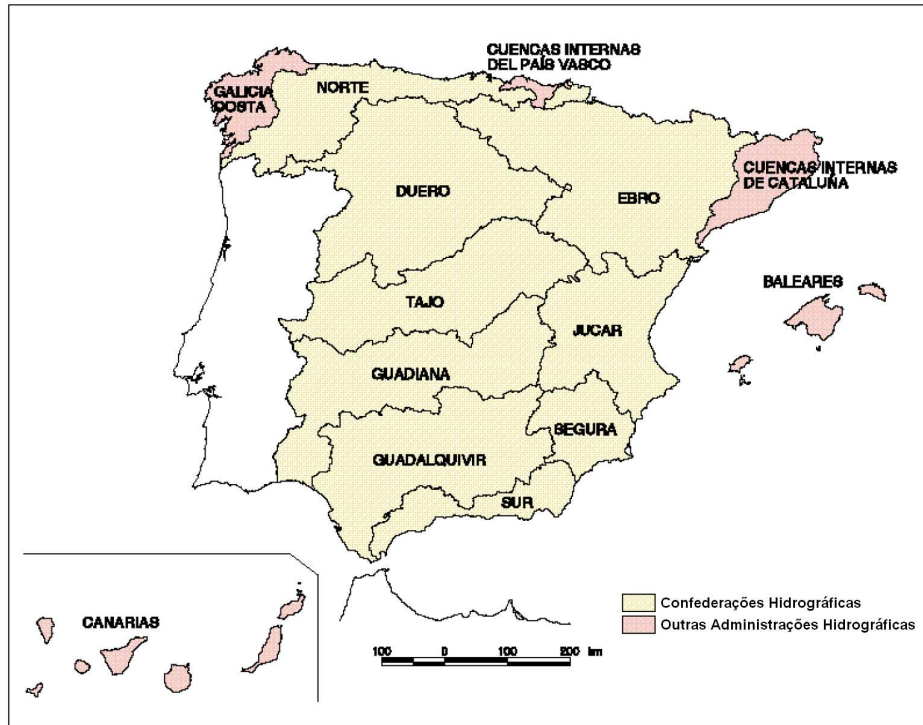 CUENCAS INTERNAS
DEL PAÍS VASCO
GALICIA
COSTA
NORTE
CUENCAS INTERNAS
DE CATALUÑA
DUERO
EBRO
BALEARES
TAJO
JUCAR
GUADIANA
SEGURA
GUADALQUIVIR
SUR
CANARIAS
Confederações Hidrográficas
Outras Administrações Hidrográficas
100 0 100 200 km